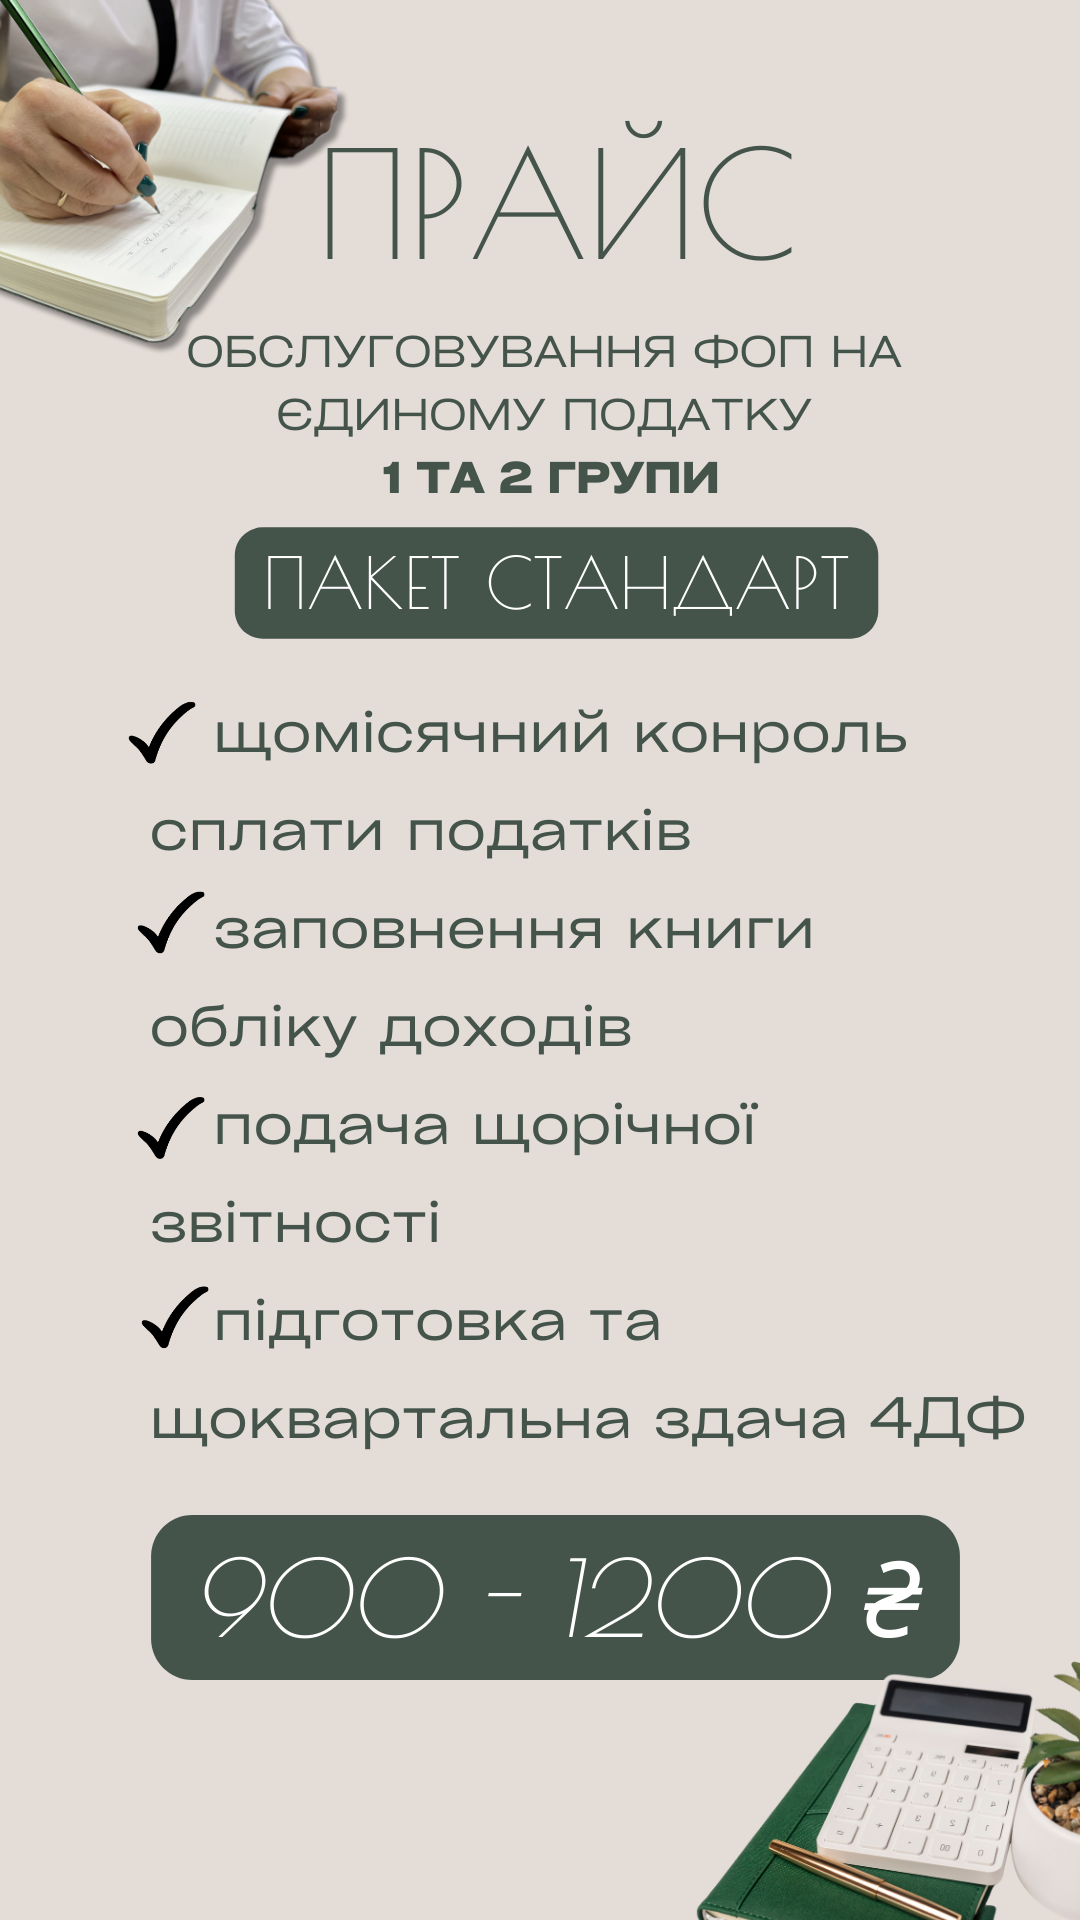 ПРАЙС
ОБСЛУГОВУВАННЯ ФОП НА
ЄДИНОМУ ПОДАТКУ
1 ТА 2 ГРУПИ
ПАКЕТ СТАНДАРТ
щомісячний конроль
сплати податків
заповнення книги
обліку доходів
подача щорічної
звітності
підготовка та
щоквартальна здача 4ДФ
900 - 1200 ₴